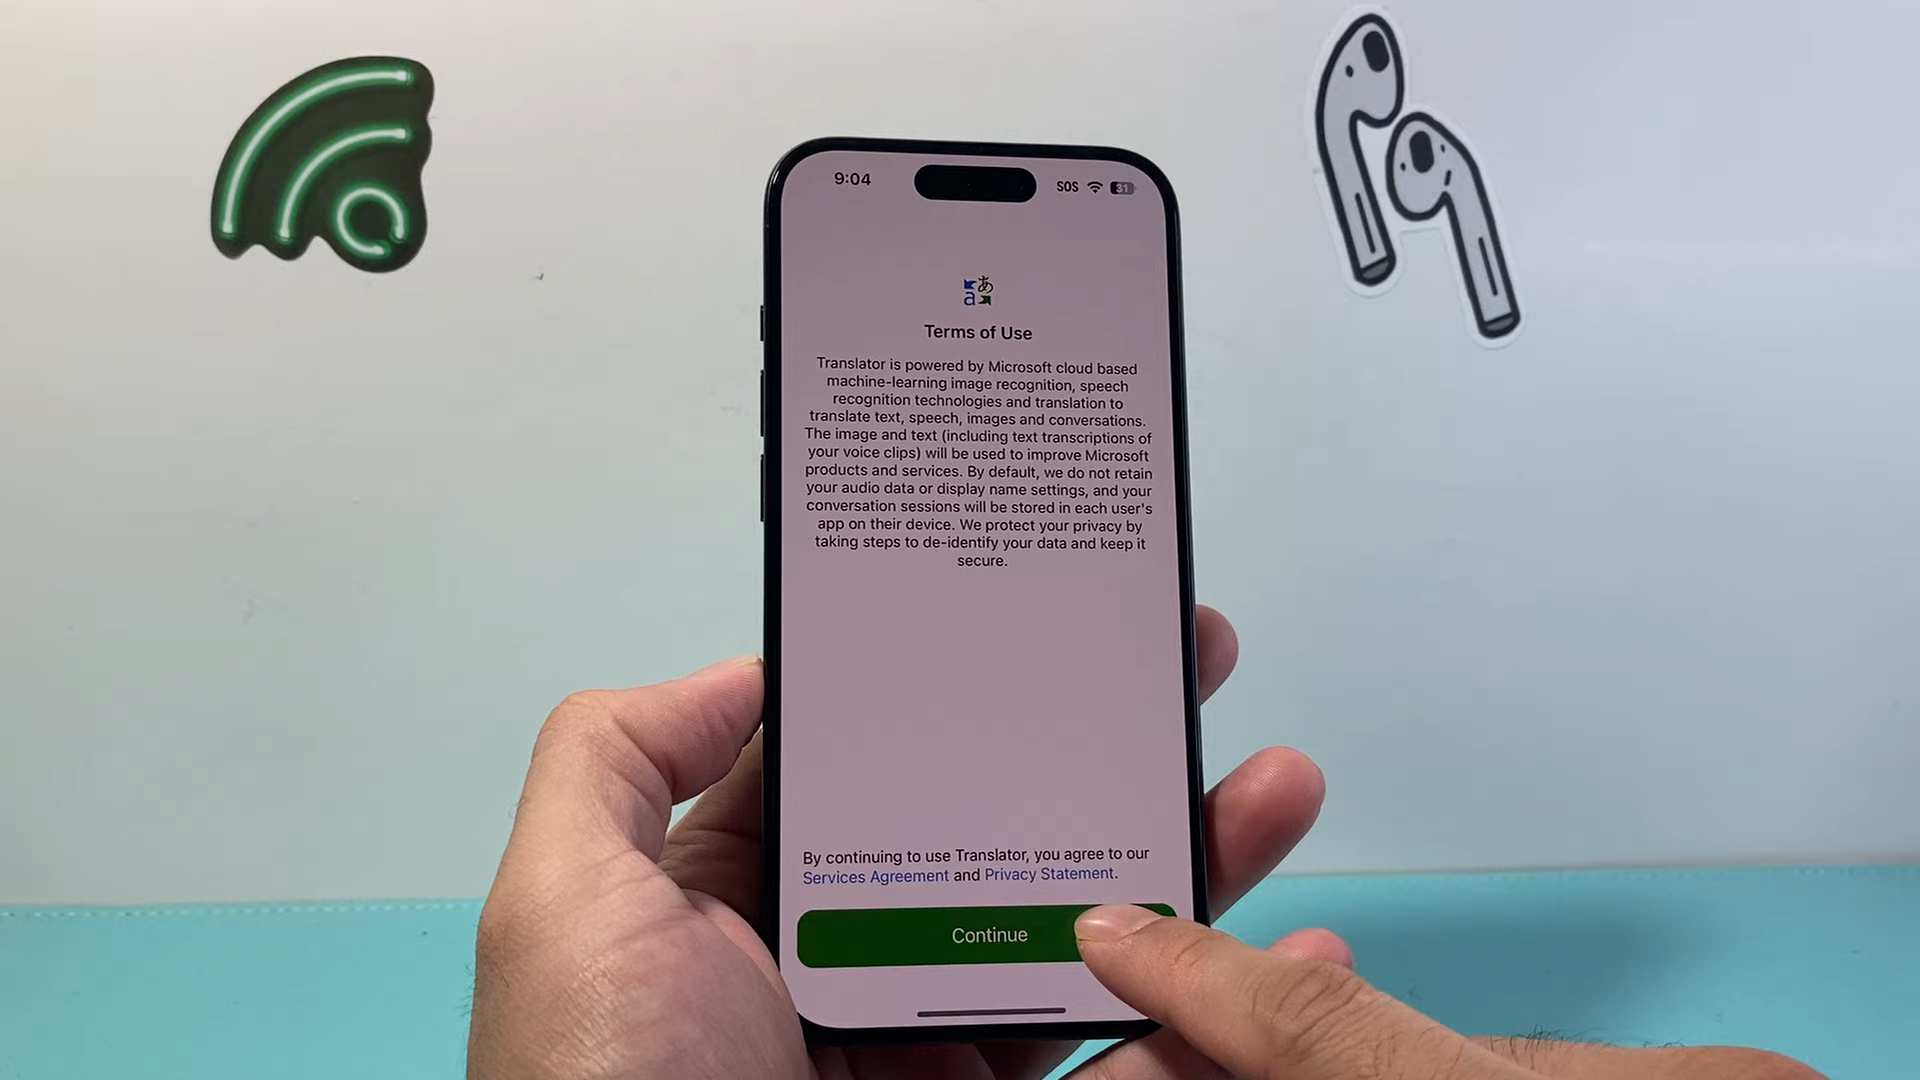 9:04
SOS
31
あ
a
Terms of Use
Translator is powered by Microsoft cloud based
machine-learning image recognition, speech
recognition technologies and translation to
translate text, speech, images and conversations.
The image and text (including text transcriptions of
your voice clips) will be used to improve Microsoft
products and services. By default, we do not retain
your audio data or display name settings, and your
conversation sessions will be stored in each user's
app on their device. We protect your privacy by
taking steps to de-identify your data and keep it
secure.
By continuing to use Translator, you agree to our
Services Agreement and Privacy Statement.
Continue